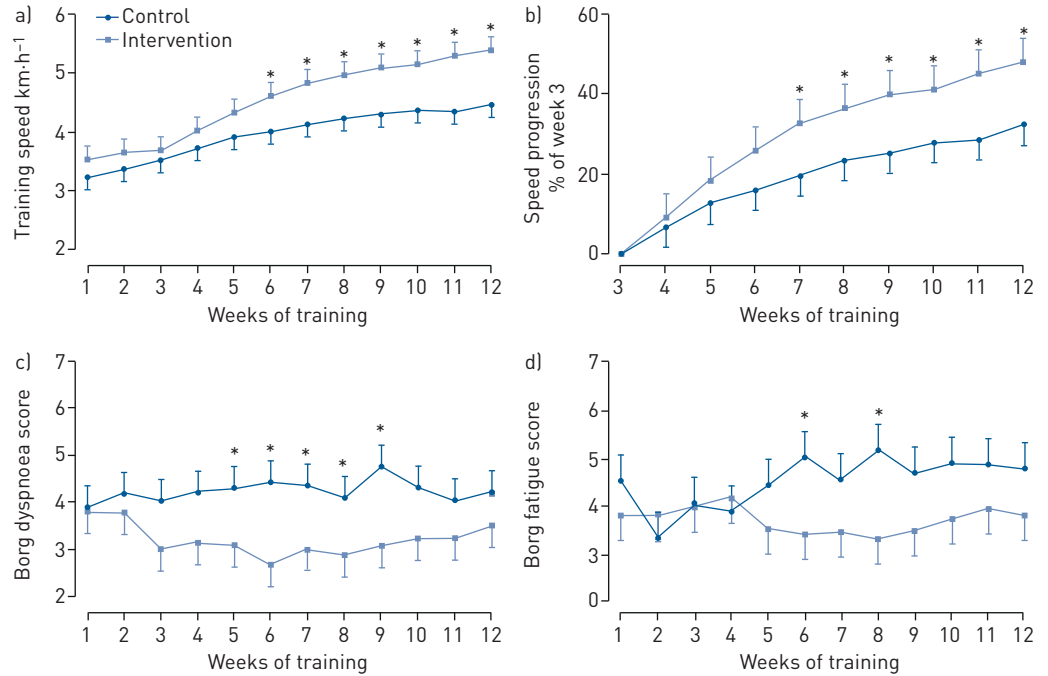 a)
Training speed km·h⁻¹
6
5
4
3
2
Control
Intervention
* * * * * * *
1 2 3 4 5 6 7 8 9 10 11 12
Weeks of training
b)
Speed progression
% of week 3
60
40
20
0
* * * * * *
3 4 5 6 7 8 9 10 11 12
Weeks of training
c)
Borg dyspnoea score
7
6
5
4
3
2
* * * * *
1 2 3 4 5 6 7 8 9 10 11 12
Weeks of training
d)
Borg fatigue score
7
6
5
4
3
0
* *
1 2 3 4 5 6 7 8 9 10 11 12
Weeks of training